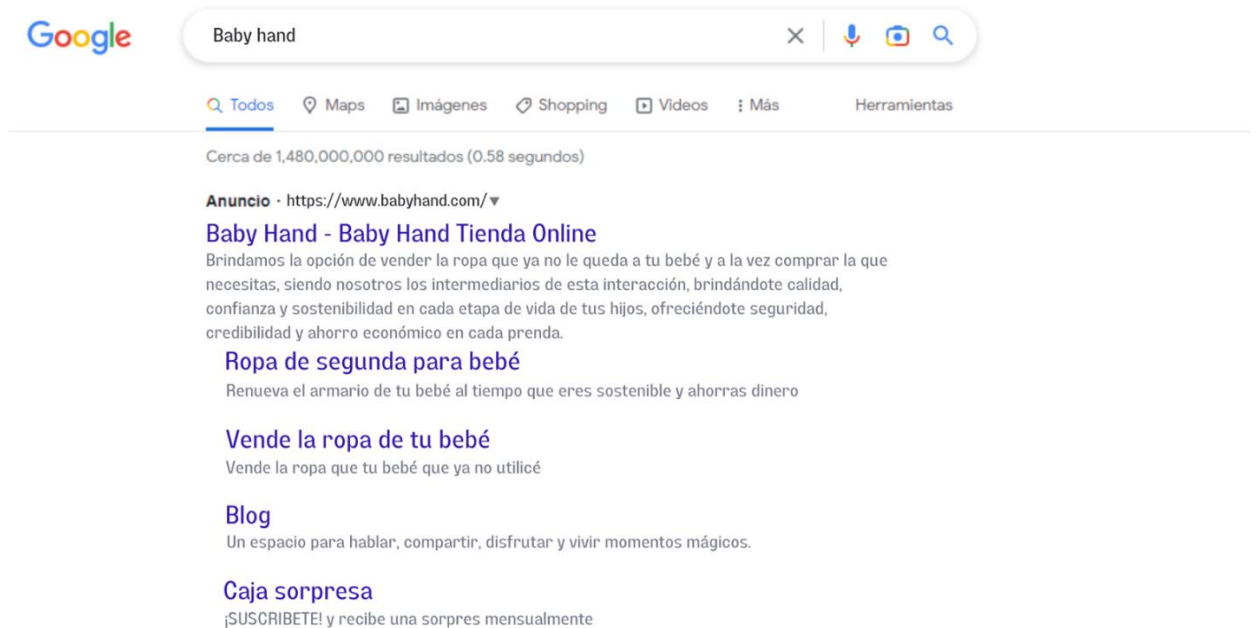 Google
Baby hand
Todos Maps Imágenes Shopping Videos Más Herramientas
Cerca de 1,480,000,000 resultados (0.58 segundos)
Anuncio · https://www.babyhand.com/
Baby Hand - Baby Hand Tienda Online
Brindamos la opción de vender la ropa que ya no le queda a tu bebé y a la vez comprar la que
necesitas, siendo nosotros los intermediarios de esta interacción, brindándote calidad,
confianza y sostenibilidad en cada etapa de vida de tus hijos, ofreciéndote seguridad,
credibilidad y ahorro económico en cada prenda.
Ropa de segunda para bebé
Renueva el armario de tu bebé al tiempo que eres sostenible y ahorras dinero
Vende la ropa de tu bebé
Vende la ropa que tu bebé que ya no utilicé
Blog
Un espacio para hablar, compartir, disfrutar y vivir momentos mágicos.
Caja sorpresa
¡SUSCRIBETE! y recibe una sorpres mensualmente